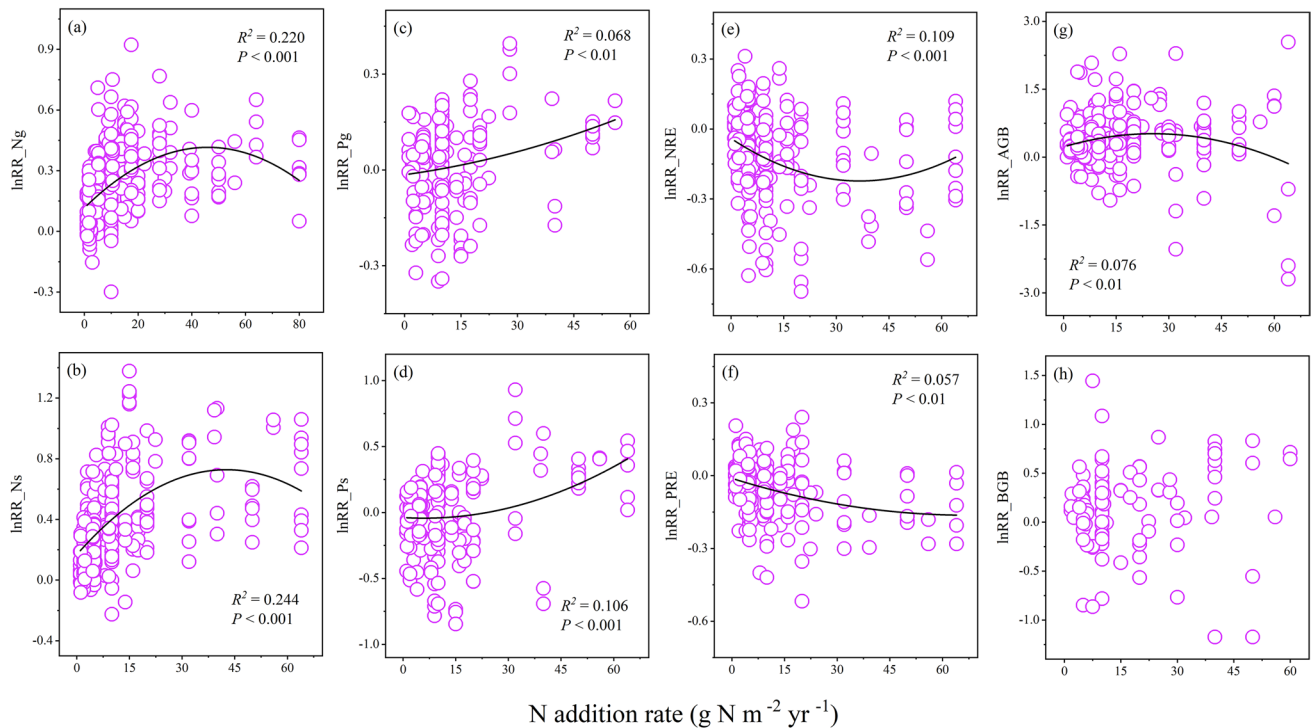 (a)
R² = 0.220
P < 0.001
lnRR_Ng
0.9
0.6
0.3
0.0
-0.3
0 20 40 60 80
(c)
R² = 0.068
P < 0.01
lnRR_Pg
0.3
0.0
-0.3
0 15 30 45 60
(e)
R² = 0.109
P < 0.001
lnRR_NRE
0.3
0.0
-0.3
-0.6
0 15 30 45 60
(g)
R² = 0.076
P < 0.01
lnRR_AGB
3.0
1.5
0.0
-1.5
-3.0
0 15 30 45 60
(b)
R² = 0.244
P < 0.001
lnRR_Ns
1.2
0.8
0.4
0.0
-0.4
0 15 30 45 60
(d)
R² = 0.106
P < 0.001
lnRR_Ps
1.0
0.5
0.0
-0.5
-1.0
0 15 30 45 60
(f)
R² = 0.057
P < 0.01
lnRR_PRE
0.3
0.0
-0.3
-0.6
0 15 30 45 60
(h)
lnRR_BGB
1.5
1.0
0.5
0.0
-0.5
-1.0
0 15 30 45 60
N addition rate (g N m⁻² yr⁻¹)